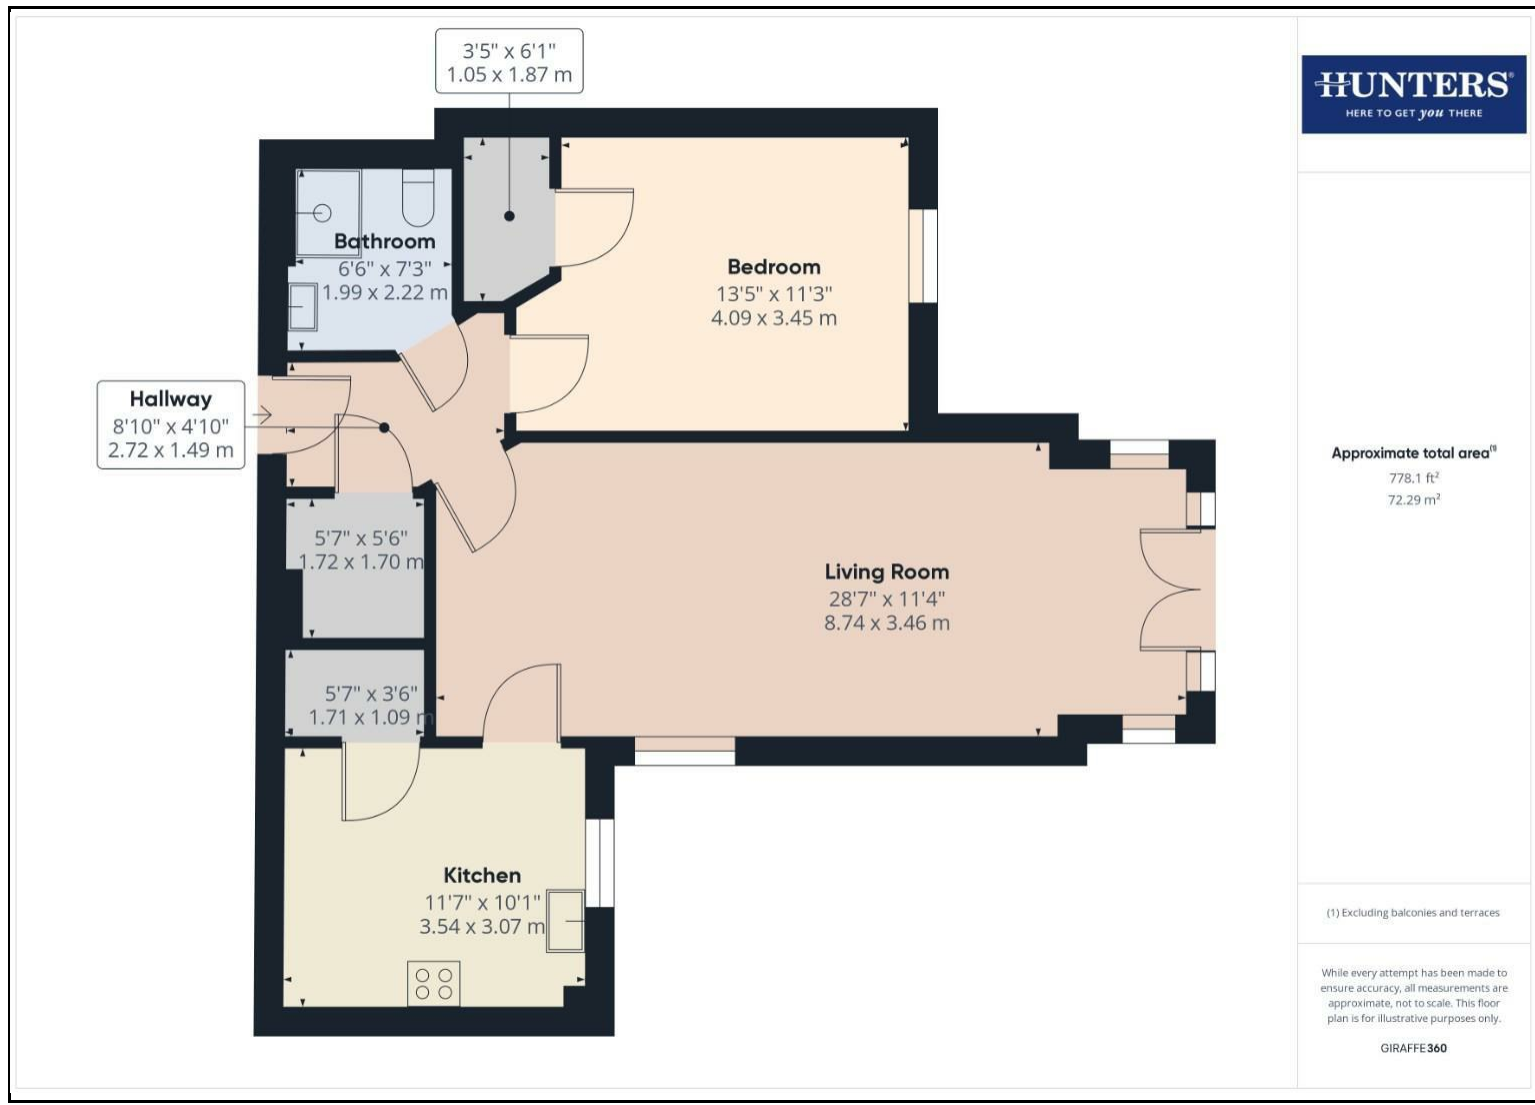 3'5" x 6'1"
1.05 x 1.87 m
Bathroom
6'6" x 7'3"
1.99 x 2.22 m
Bedroom
13'5" x 11'3"
4.09 x 3.45 m
Hallway
8'10" x 4'10"
2.72 x 1.49 m
5'7" x 5'6"
1.72 x 1.70 m
Living Room
28'7" x 11'4"
8.74 x 3.46 m
5'7" x 3'6"
1.71 x 1.09 m
Kitchen
11'7" x 10'1"
3.54 x 3.07 m
HUNTERS®
HERE TO GET you THERE
Approximate total area(1)
778.1 ft²
72.29 m²
(1) Excluding balconies and terraces
While every attempt has been made to
ensure accuracy, all measurements are
approximate, not to scale. This floor
plan is for illustrative purposes only.
GIRAFFE360